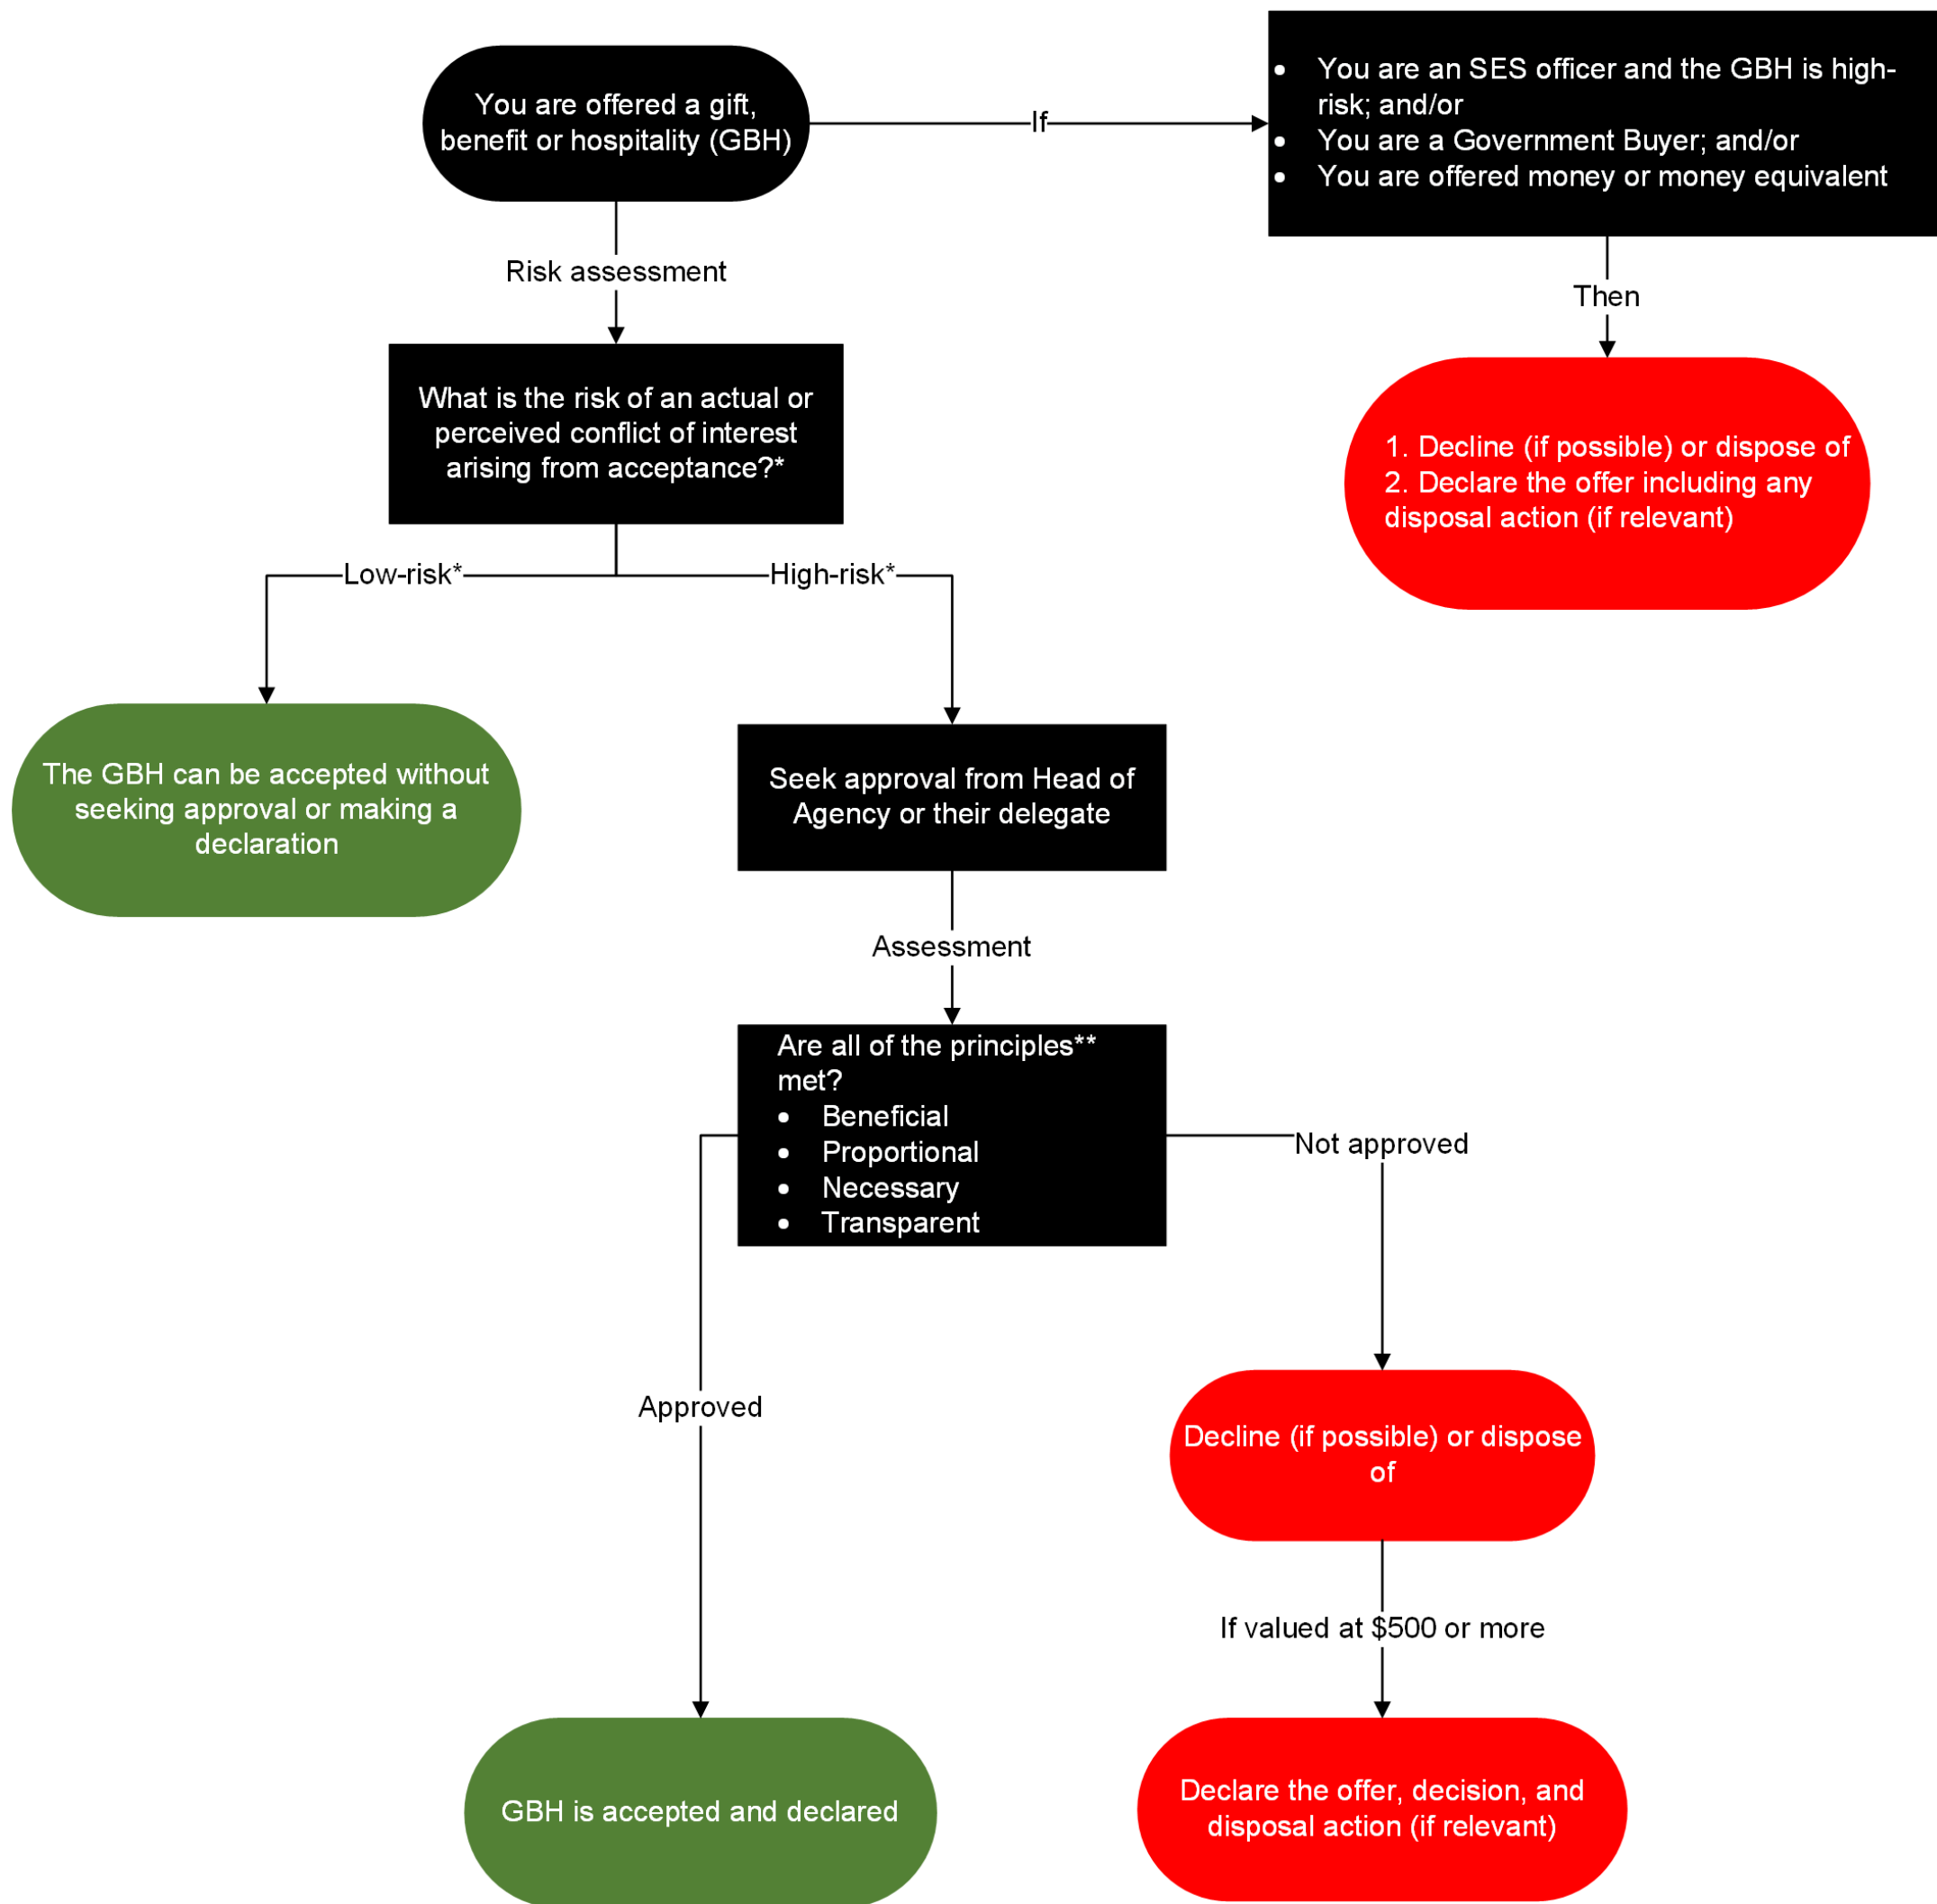 You are offered a gift,
benefit or hospitality (GBH)
If
• You are an SES officer and the GBH is high-
risk; and/or
• You are a Government Buyer; and/or
• You are offered money or money equivalent
Risk assessment
Then
What is the risk of an actual or
perceived conflict of interest
arising from acceptance?*
1. Decline (if possible) or dispose of
2. Declare the offer including any
disposal action (if relevant)
Low-risk*
High-risk*
The GBH can be accepted without
seeking approval or making a
declaration
Seek approval from Head of
Agency or their delegate
Assessment
Are all of the principles**
met?
• Beneficial
• Proportional
• Necessary
• Transparent
Not approved
Approved
Decline (if possible) or dispose
of
If valued at $500 or more
GBH is accepted and declared
Declare the offer, decision, and
disposal action (if relevant)